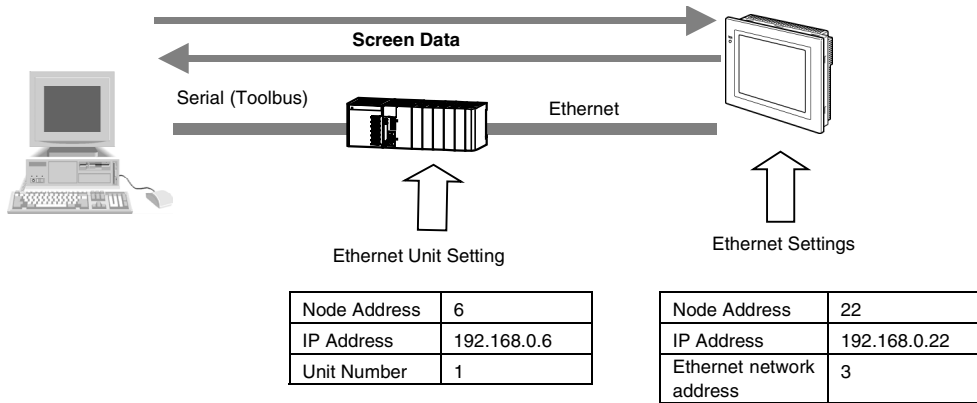 Screen Data
Serial (Toolbus)
Ethernet
Ethernet Unit Setting
Ethernet Settings
Node Address 6
IP Address 192.168.0.6
Unit Number 1
Node Address 22
IP Address 192.168.0.22
Ethernet network address 3